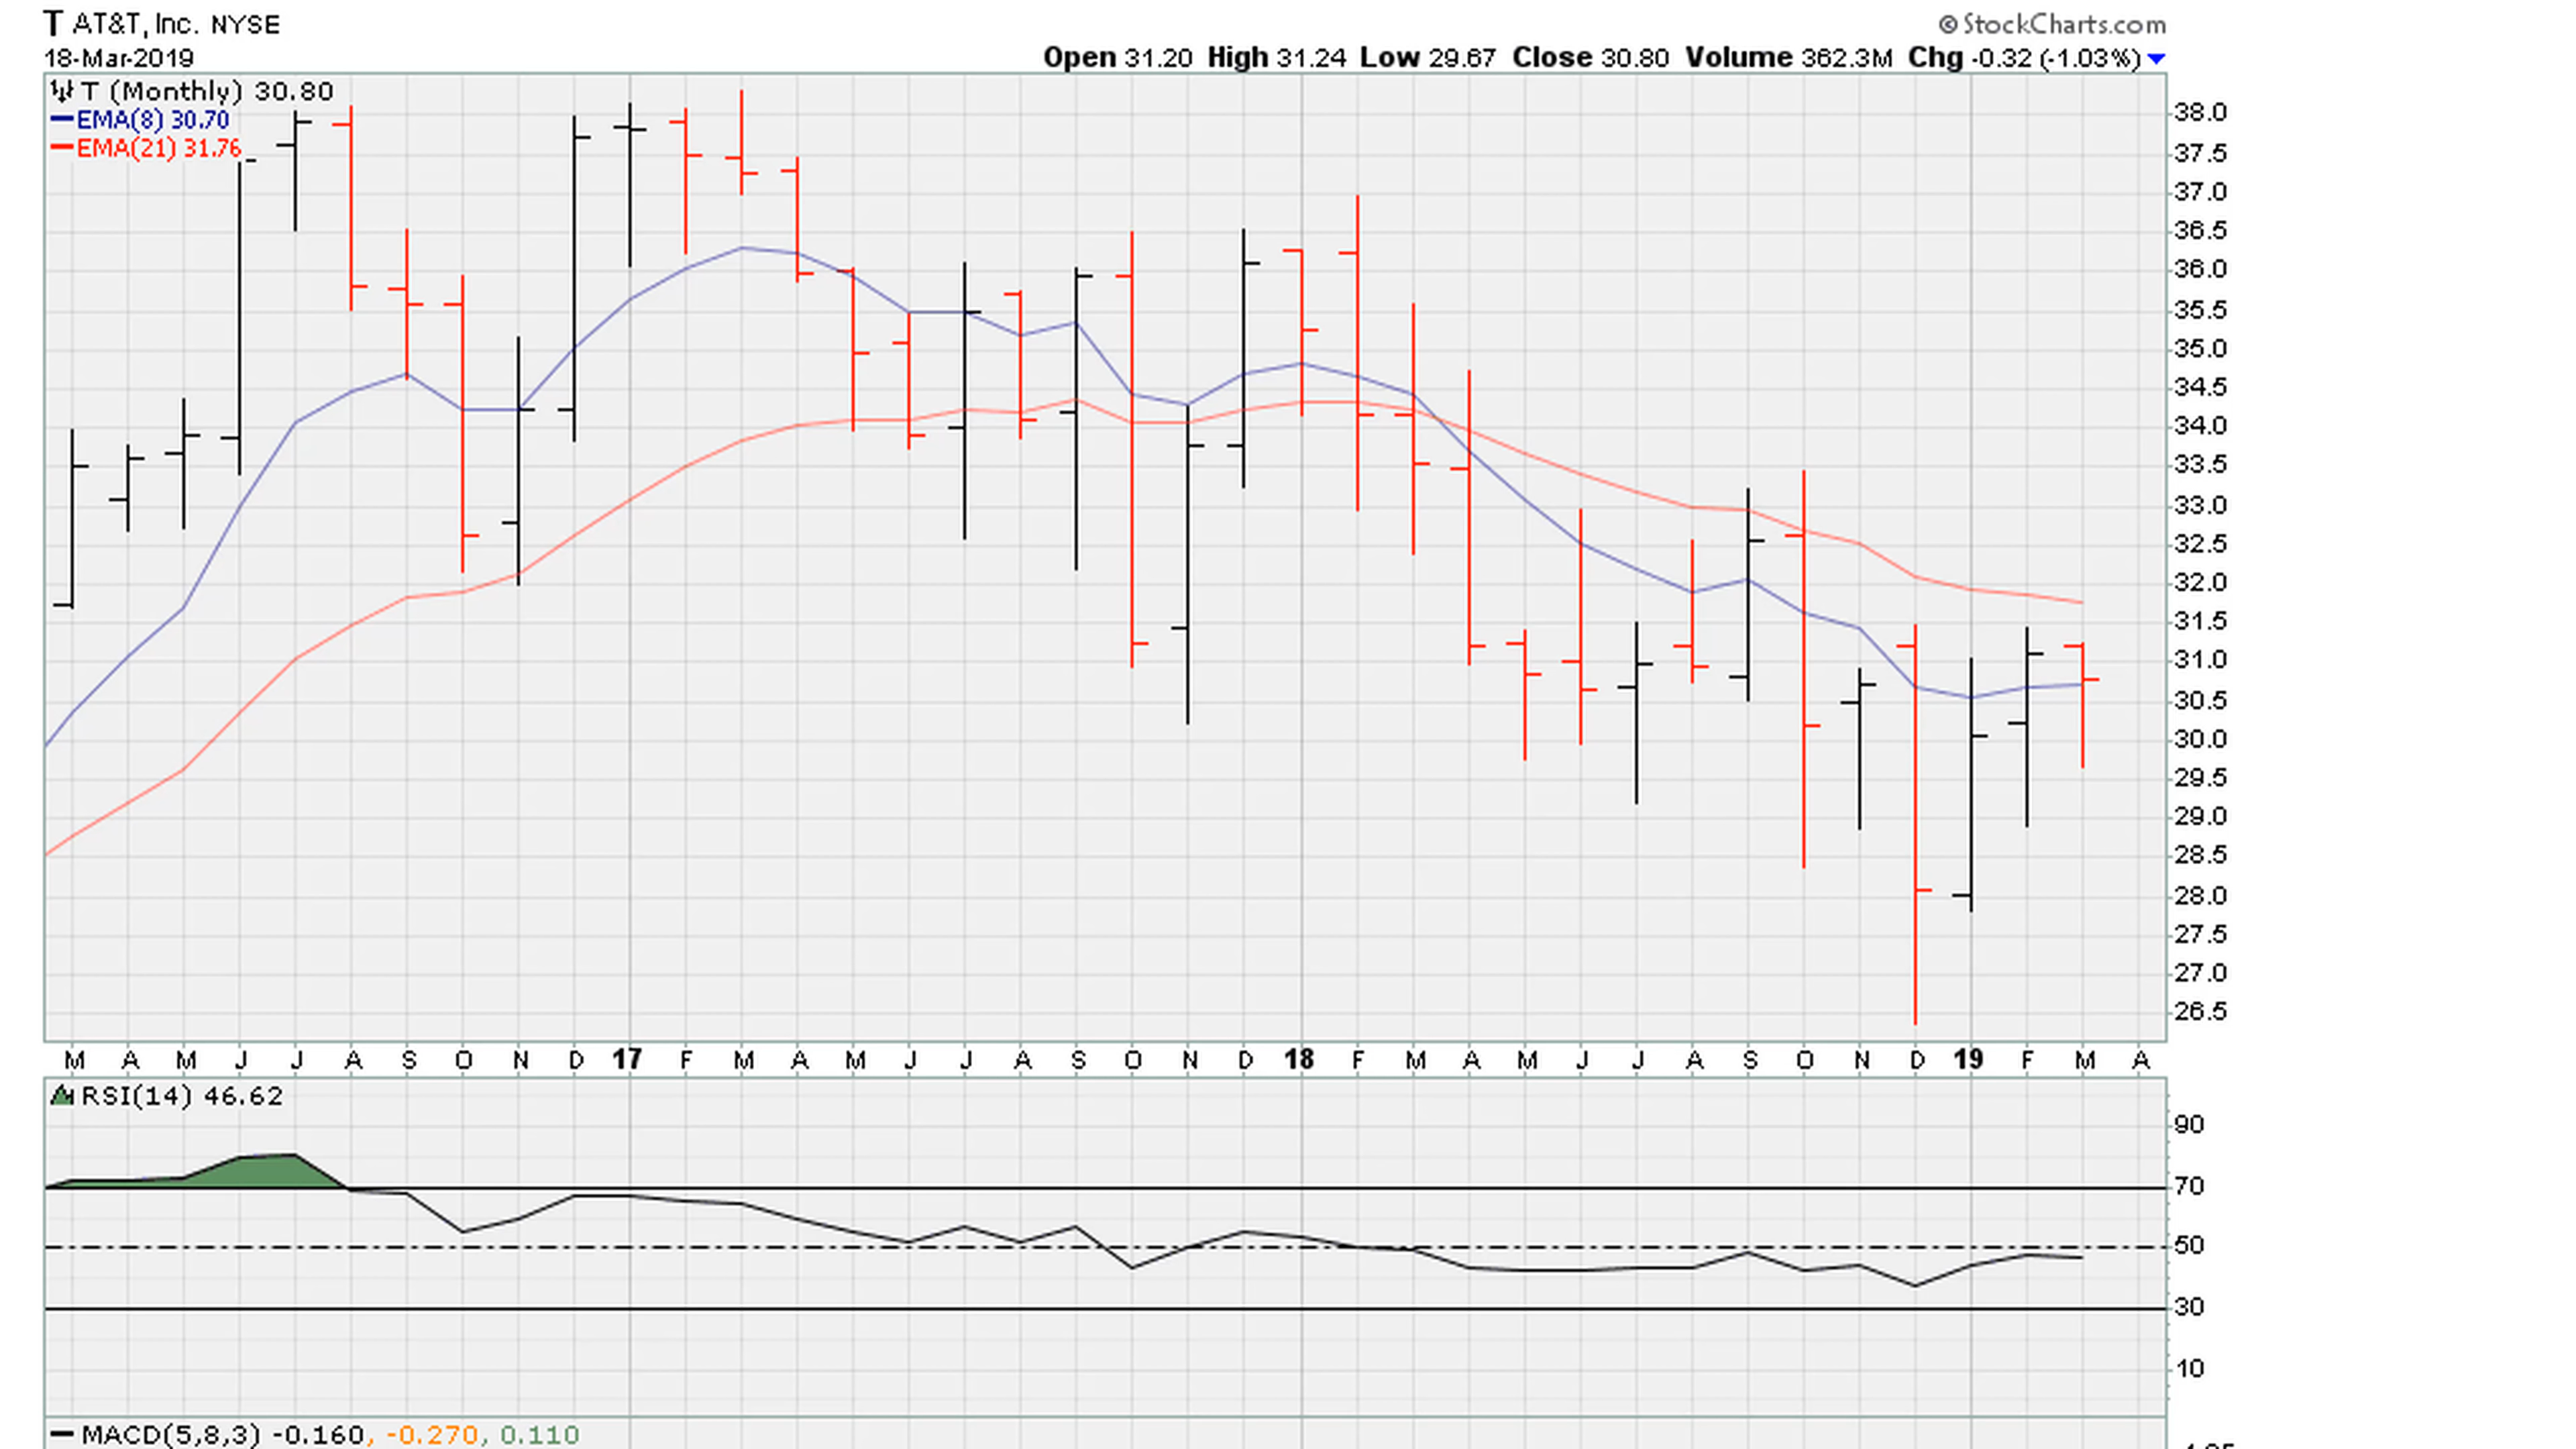 T AT&T, Inc. NYSE
© StockCharts.com
18-Mar-2019
Open 31.20 High 31.24 Low 29.67 Close 30.80 Volume 362.3M Chg -0.32 (-1.03%)
T (Monthly) 30.80
EMA(8) 30.70
EMA(21) 31.76
38.0
37.5
37.0
36.5
36.0
35.5
35.0
34.5
34.0
33.5
33.0
32.5
32.0
31.5
31.0
30.5
30.0
29.5
29.0
28.5
28.0
27.5
27.0
26.5
M A M J J A S O N D 17 F M A M J J A S O N D 18 F M A M J J A S O N D 19 F M A
RSI(14) 46.62
90
70
50
30
10
MACD(5,8,3) -0.160, -0.270, 0.110